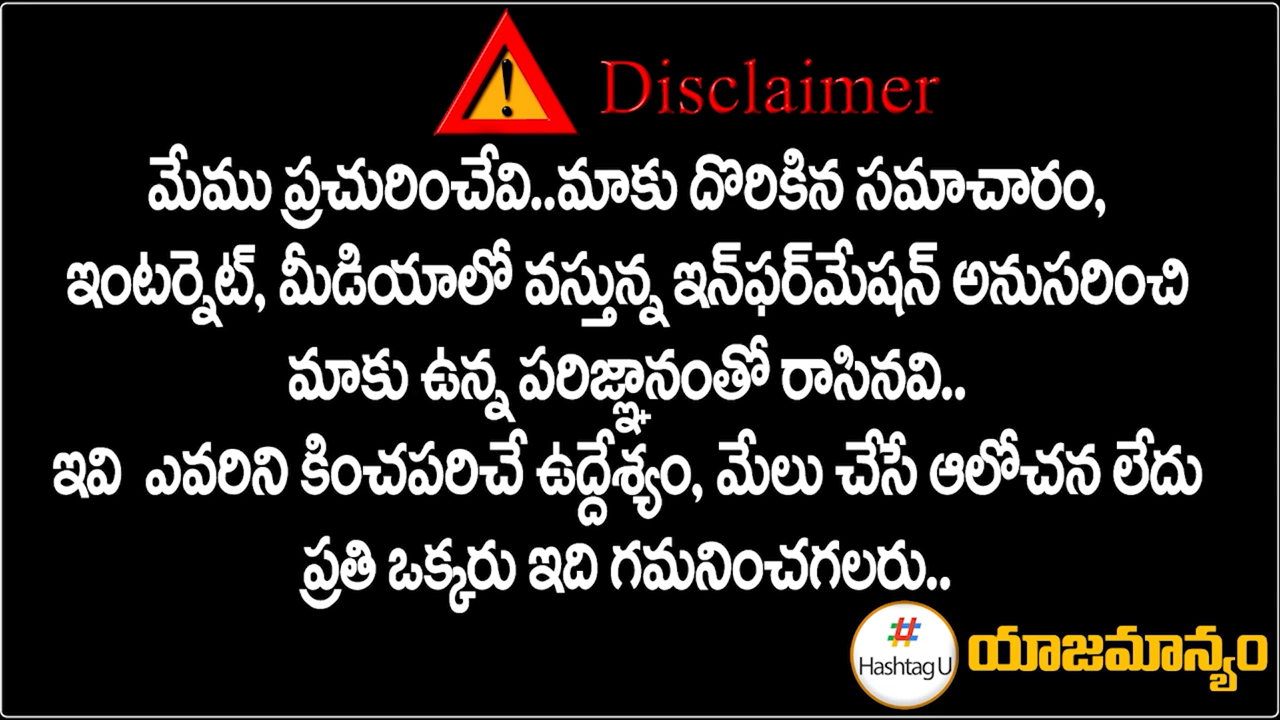 Disclaimer
మేము ప్రచురించేవి..మాకు దొరికిన సమాచారం,
ఇంటర్నెట్, మీడియాలో వస్తున్న ఇన్‌ఫర్‌మేషన్ అనుసరించి
మాకు ఉన్న పరిజ్ఞానంతో రాసినవి..
ఇవి ఎవరిని కించపరిచే ఉద్దేశ్యం, మేలు చేసే ఆలోచన లేదు
ప్రతి ఒక్కరు ఇది గమనించగలరు..
#
Hashtag U
యాజమాన్యం